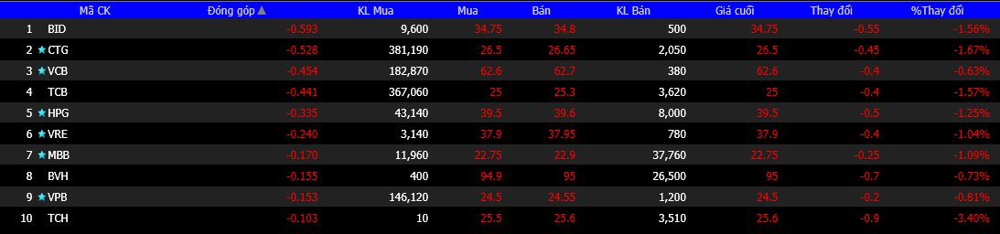 Mã CK Đóng góp KL Mua Mua Bán KL Bán Giá cuối Thay đổi %Thay đổi
1 BID -0.593 9,600 34.75 34.8 500 34.75 -0.55 -1.56%
2 CTG -0.528 381,190 26.5 26.65 2,050 26.5 -0.45 -1.67%
3 VCB -0.454 182,870 62.6 62.7 380 62.6 -0.4 -0.63%
4 TCB -0.441 367,060 25 25.3 3,620 25 -0.4 -1.57%
5 HPG -0.335 43,140 39.5 39.6 8,000 39.5 -0.5 -1.25%
6 VRE -0.240 3,140 37.9 37.95 780 37.9 -0.4 -1.04%
7 MBB -0.170 11,960 22.75 22.9 37,760 22.75 -0.25 -1.09%
8 BVH -0.155 400 94.9 95 26,500 95 -0.7 -0.73%
9 VPB -0.153 146,120 24.5 24.55 1,200 24.5 -0.2 -0.81%
10 TCH -0.103 10 25.5 25.6 3,510 25.6 -0.9 -3.40%